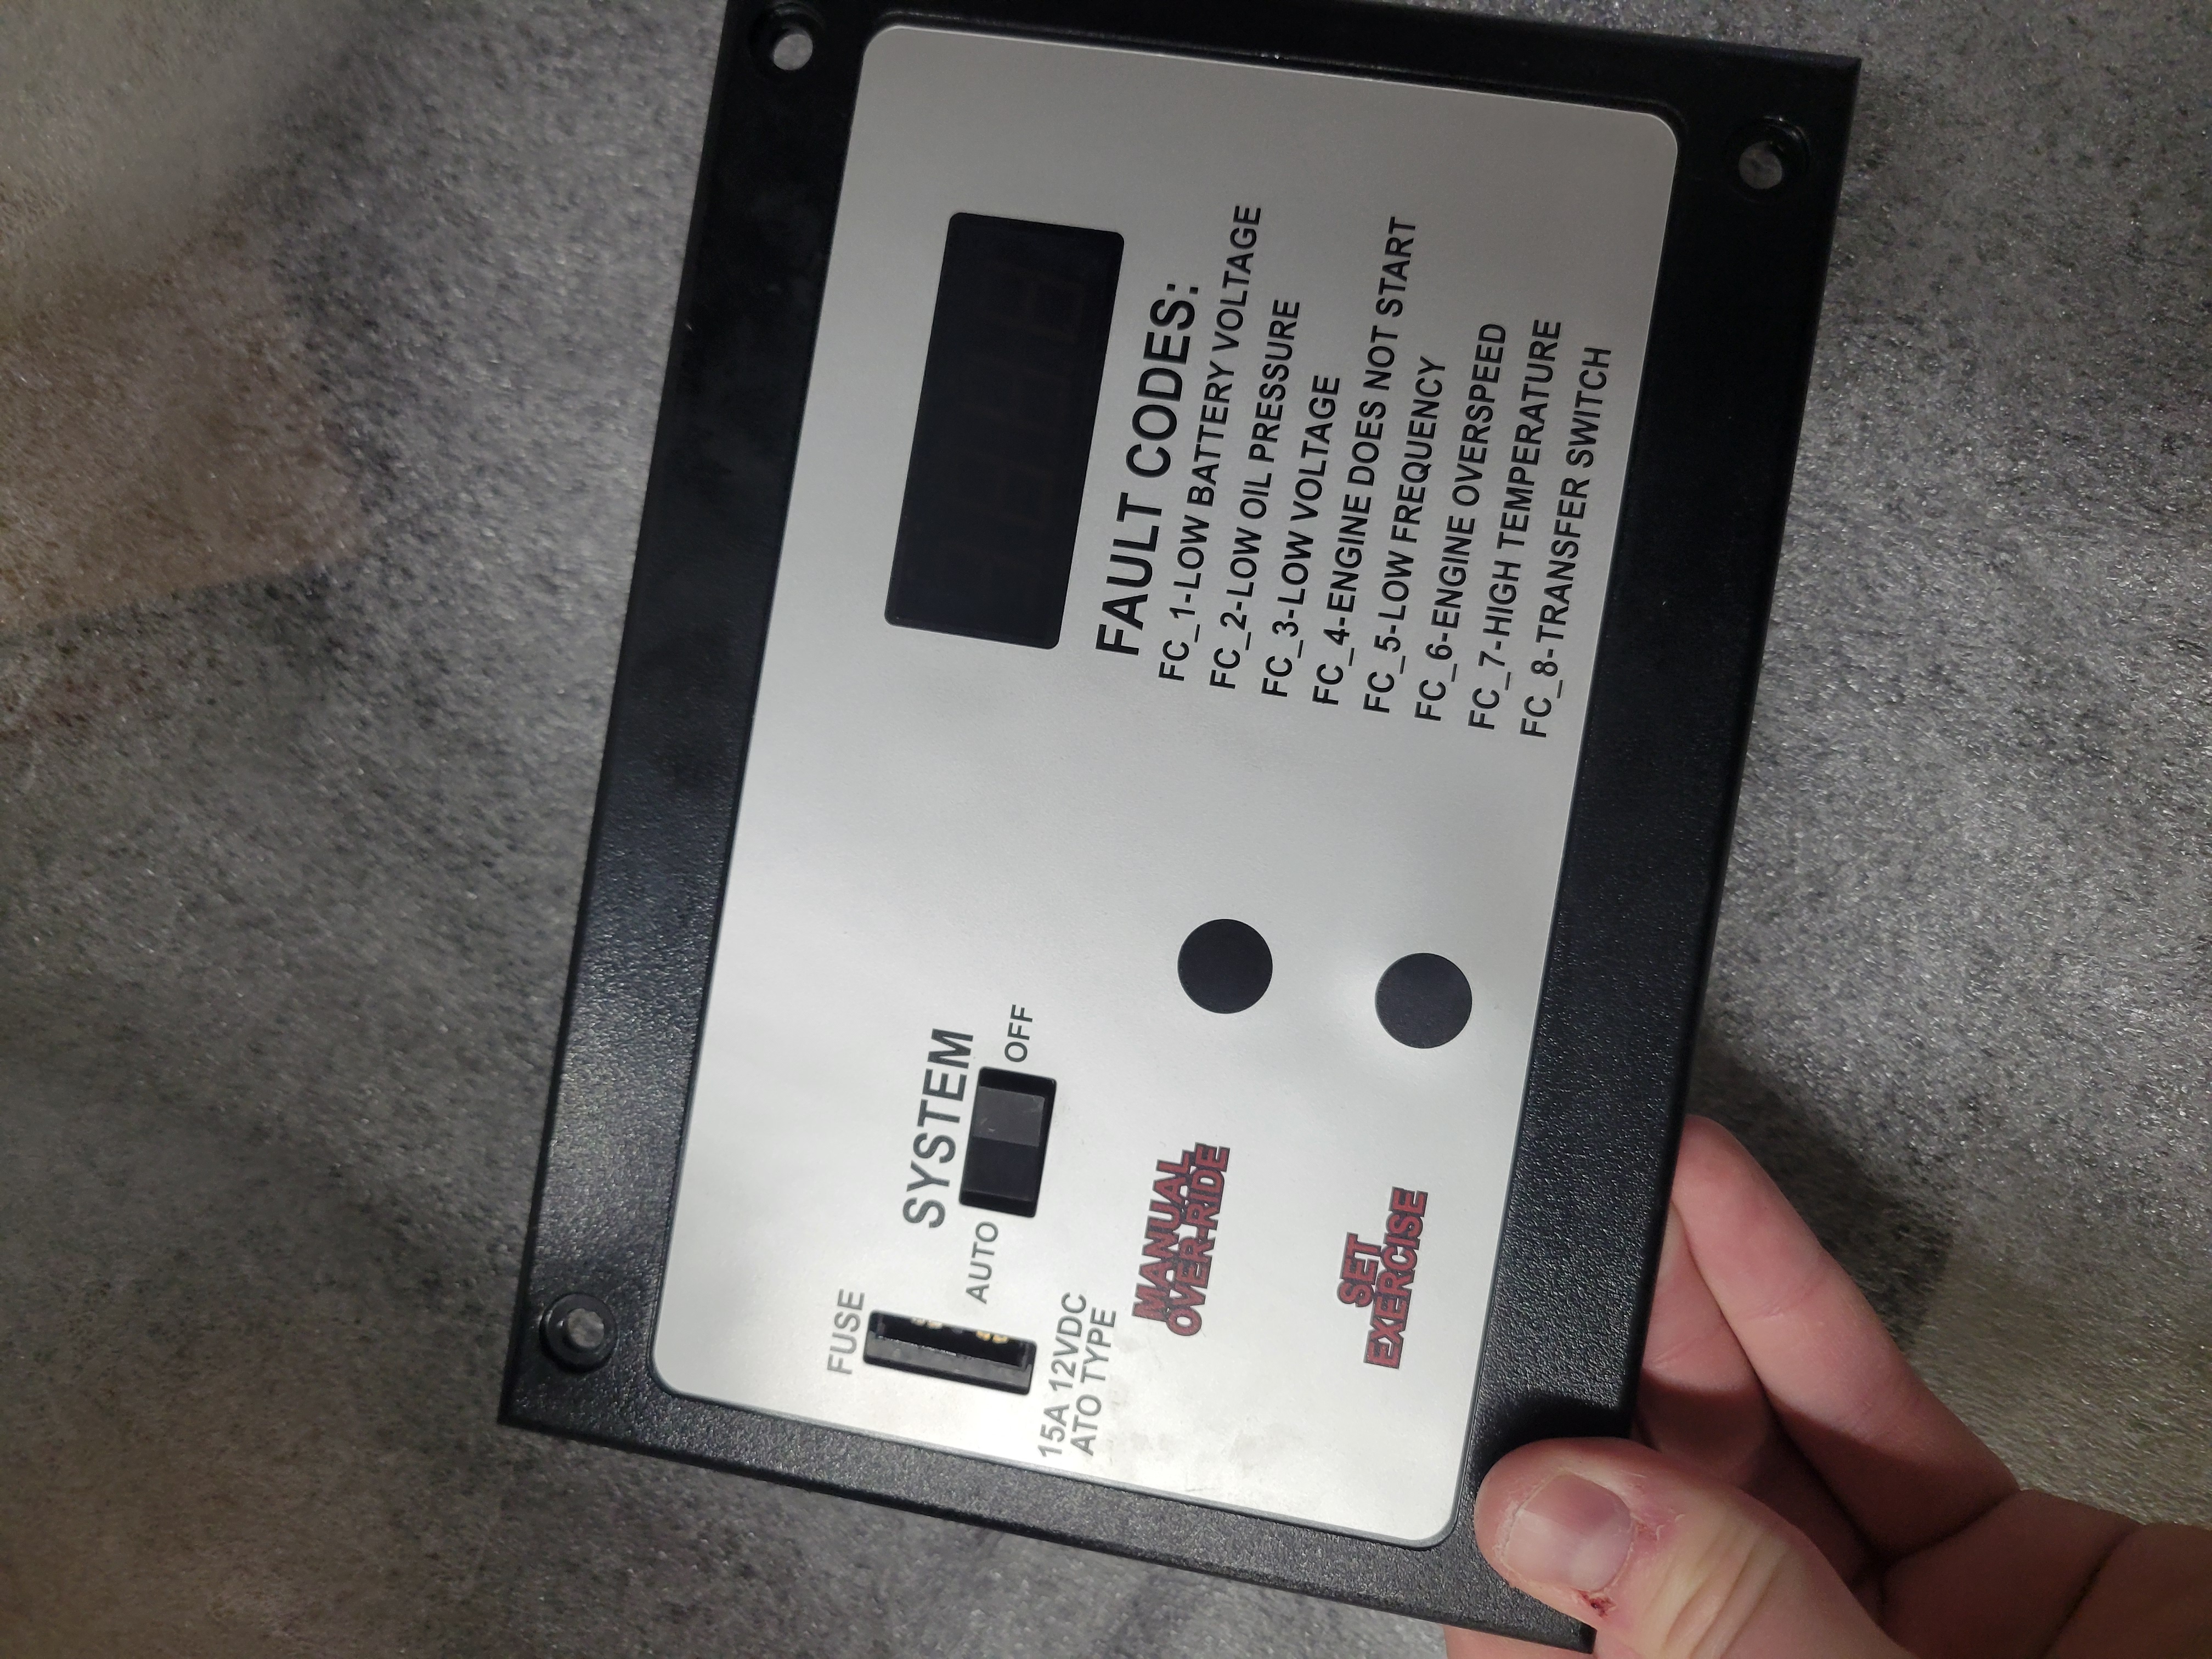 FUSE
15A 12VDC
ATO TYPE
SYSTEM
AUTO
OFF
MANUAL
OVER-RIDE
SET
EXERCISE
FAULT CODES:
FC_1-LOW BATTERY VOLTAGE
FC_2-LOW OIL PRESSURE
FC_3-LOW VOLTAGE
FC_4-ENGINE DOES NOT START
FC_5-LOW FREQUENCY
FC_6-ENGINE OVERSPEED
FC_7-HIGH TEMPERATURE
FC_8-TRANSFER SWITCH